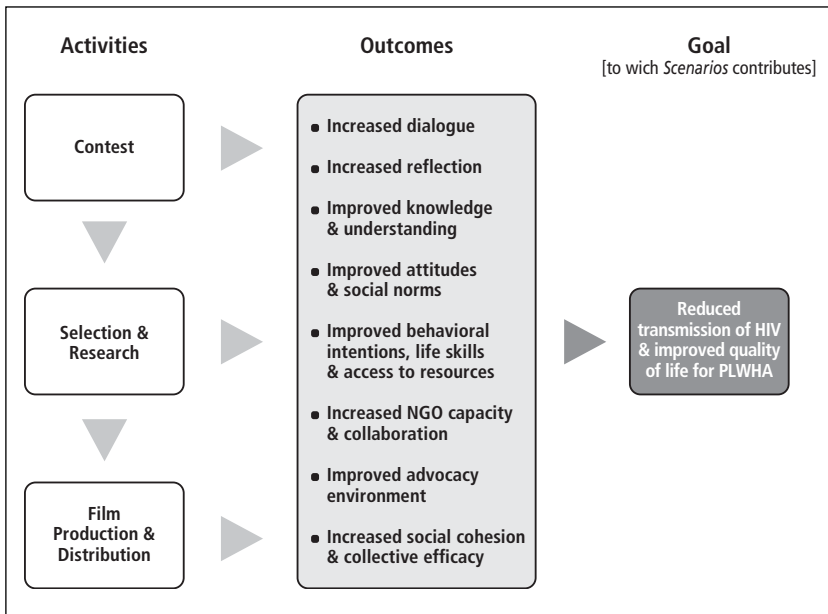 Activities
Outcomes
Goal
[to wich Scenarios contributes]
Contest
Selection &
Research
Film
Production &
Distribution
Increased dialogue
Increased reflection
Improved knowledge
& understanding
Improved attitudes
& social norms
Improved behavioral
intentions, life skills
& access to resources
Increased NGO capacity
& collaboration
Improved advocacy
environment
Increased social cohesion
& collective efficacy
Reduced
transmission of HIV
& improved quality
of life for PLWHA